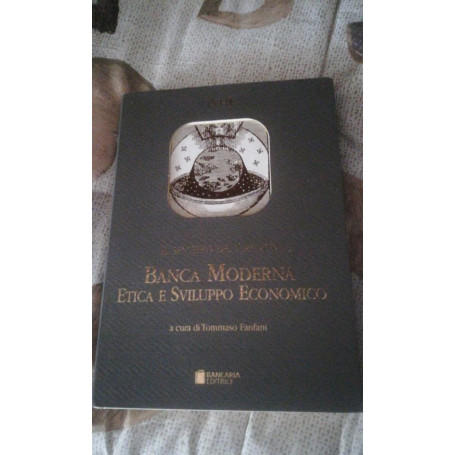 BANCA MODERNA
ETICA E SVILUPPO ECONOMICO
a cura di Tommaso Fanfani
BANCARIA
EDITRICE